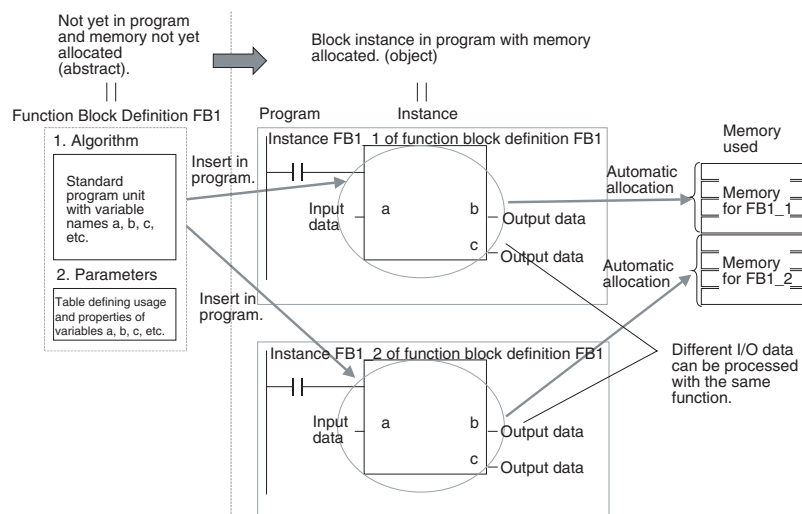 Not yet in program
and memory not yet
allocated
(abstract).
Block instance in program with memory
allocated. (object)
Function Block Definition FB1
Program
Instance
1. Algorithm
Standard
program unit
with variable
names a, b, c,
etc.
2. Parameters
Table defining usage
and properties of
variables a, b, c, etc.
Insert in
program.
Insert in
program.
Instance FB1_1 of function block definition FB1
Input
data
a
b
c
Output data
Output data
Automatic
allocation
Memory
used
Memory
for FB1_1
Automatic
allocation
Memory
for FB1_2
Instance FB1_2 of function block definition FB1
Input
data
a
b
c
Output data
Output data
Different I/O data
can be processed
with the same
function.